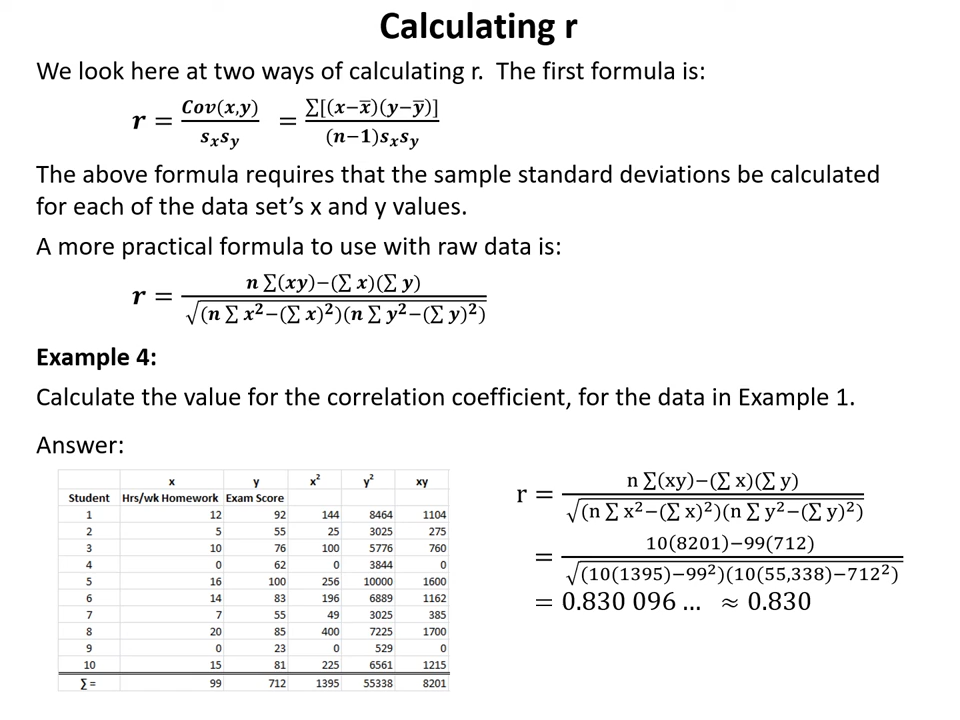 Calculating r
We look here at two ways of calculating r. The first formula is:
r = Cov(x,y) / sₓsᵧ = ∑[(x−x̅)(y−y̅)] / (n−1)sₓsᵧ
The above formula requires that the sample standard deviations be calculated
for each of the data set’s x and y values.
A more practical formula to use with raw data is:
r = n ∑(xy)−(∑ x)(∑ y) / √(n ∑ x²−(∑ x)²)(n ∑ y²−(∑ y)²)
Example 4:
Calculate the value for the correlation coefficient, for the data in Example 1.
Answer:
x y x² y² xy
Student Hrs/wk Homework Exam Score
1 12 92 144 8464 1104
2 5 55 25 3025 275
3 10 76 100 5776 760
4 0 62 0 3844 0
5 16 100 256 10000 1600
6 14 83 196 6889 1162
7 7 55 49 3025 385
8 20 85 400 7225 1700
9 0 23 0 529 0
10 15 81 225 6561 1215
∑ = 99 712 1395 55338 8201
r = n ∑(xy)−(∑ x)(∑ y) / √(n ∑ x²−(∑ x)²)(n ∑ y²−(∑ y)²)
= 10(8201)−99(712) / √(10(1395)−99²)(10(55,338)−712²)
= 0.830 096 … ≈ 0.830